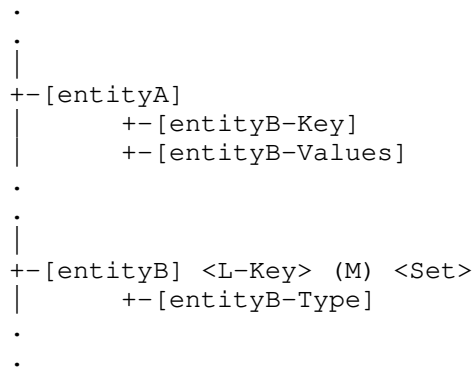 .
.
|
+-[entityA]
|       +-[entityB-Key]
|       +-[entityB-Values]
.
.
|
+-[entityB] <L-Key> (M) <Set>
|       +-[entityB-Type]
.
.